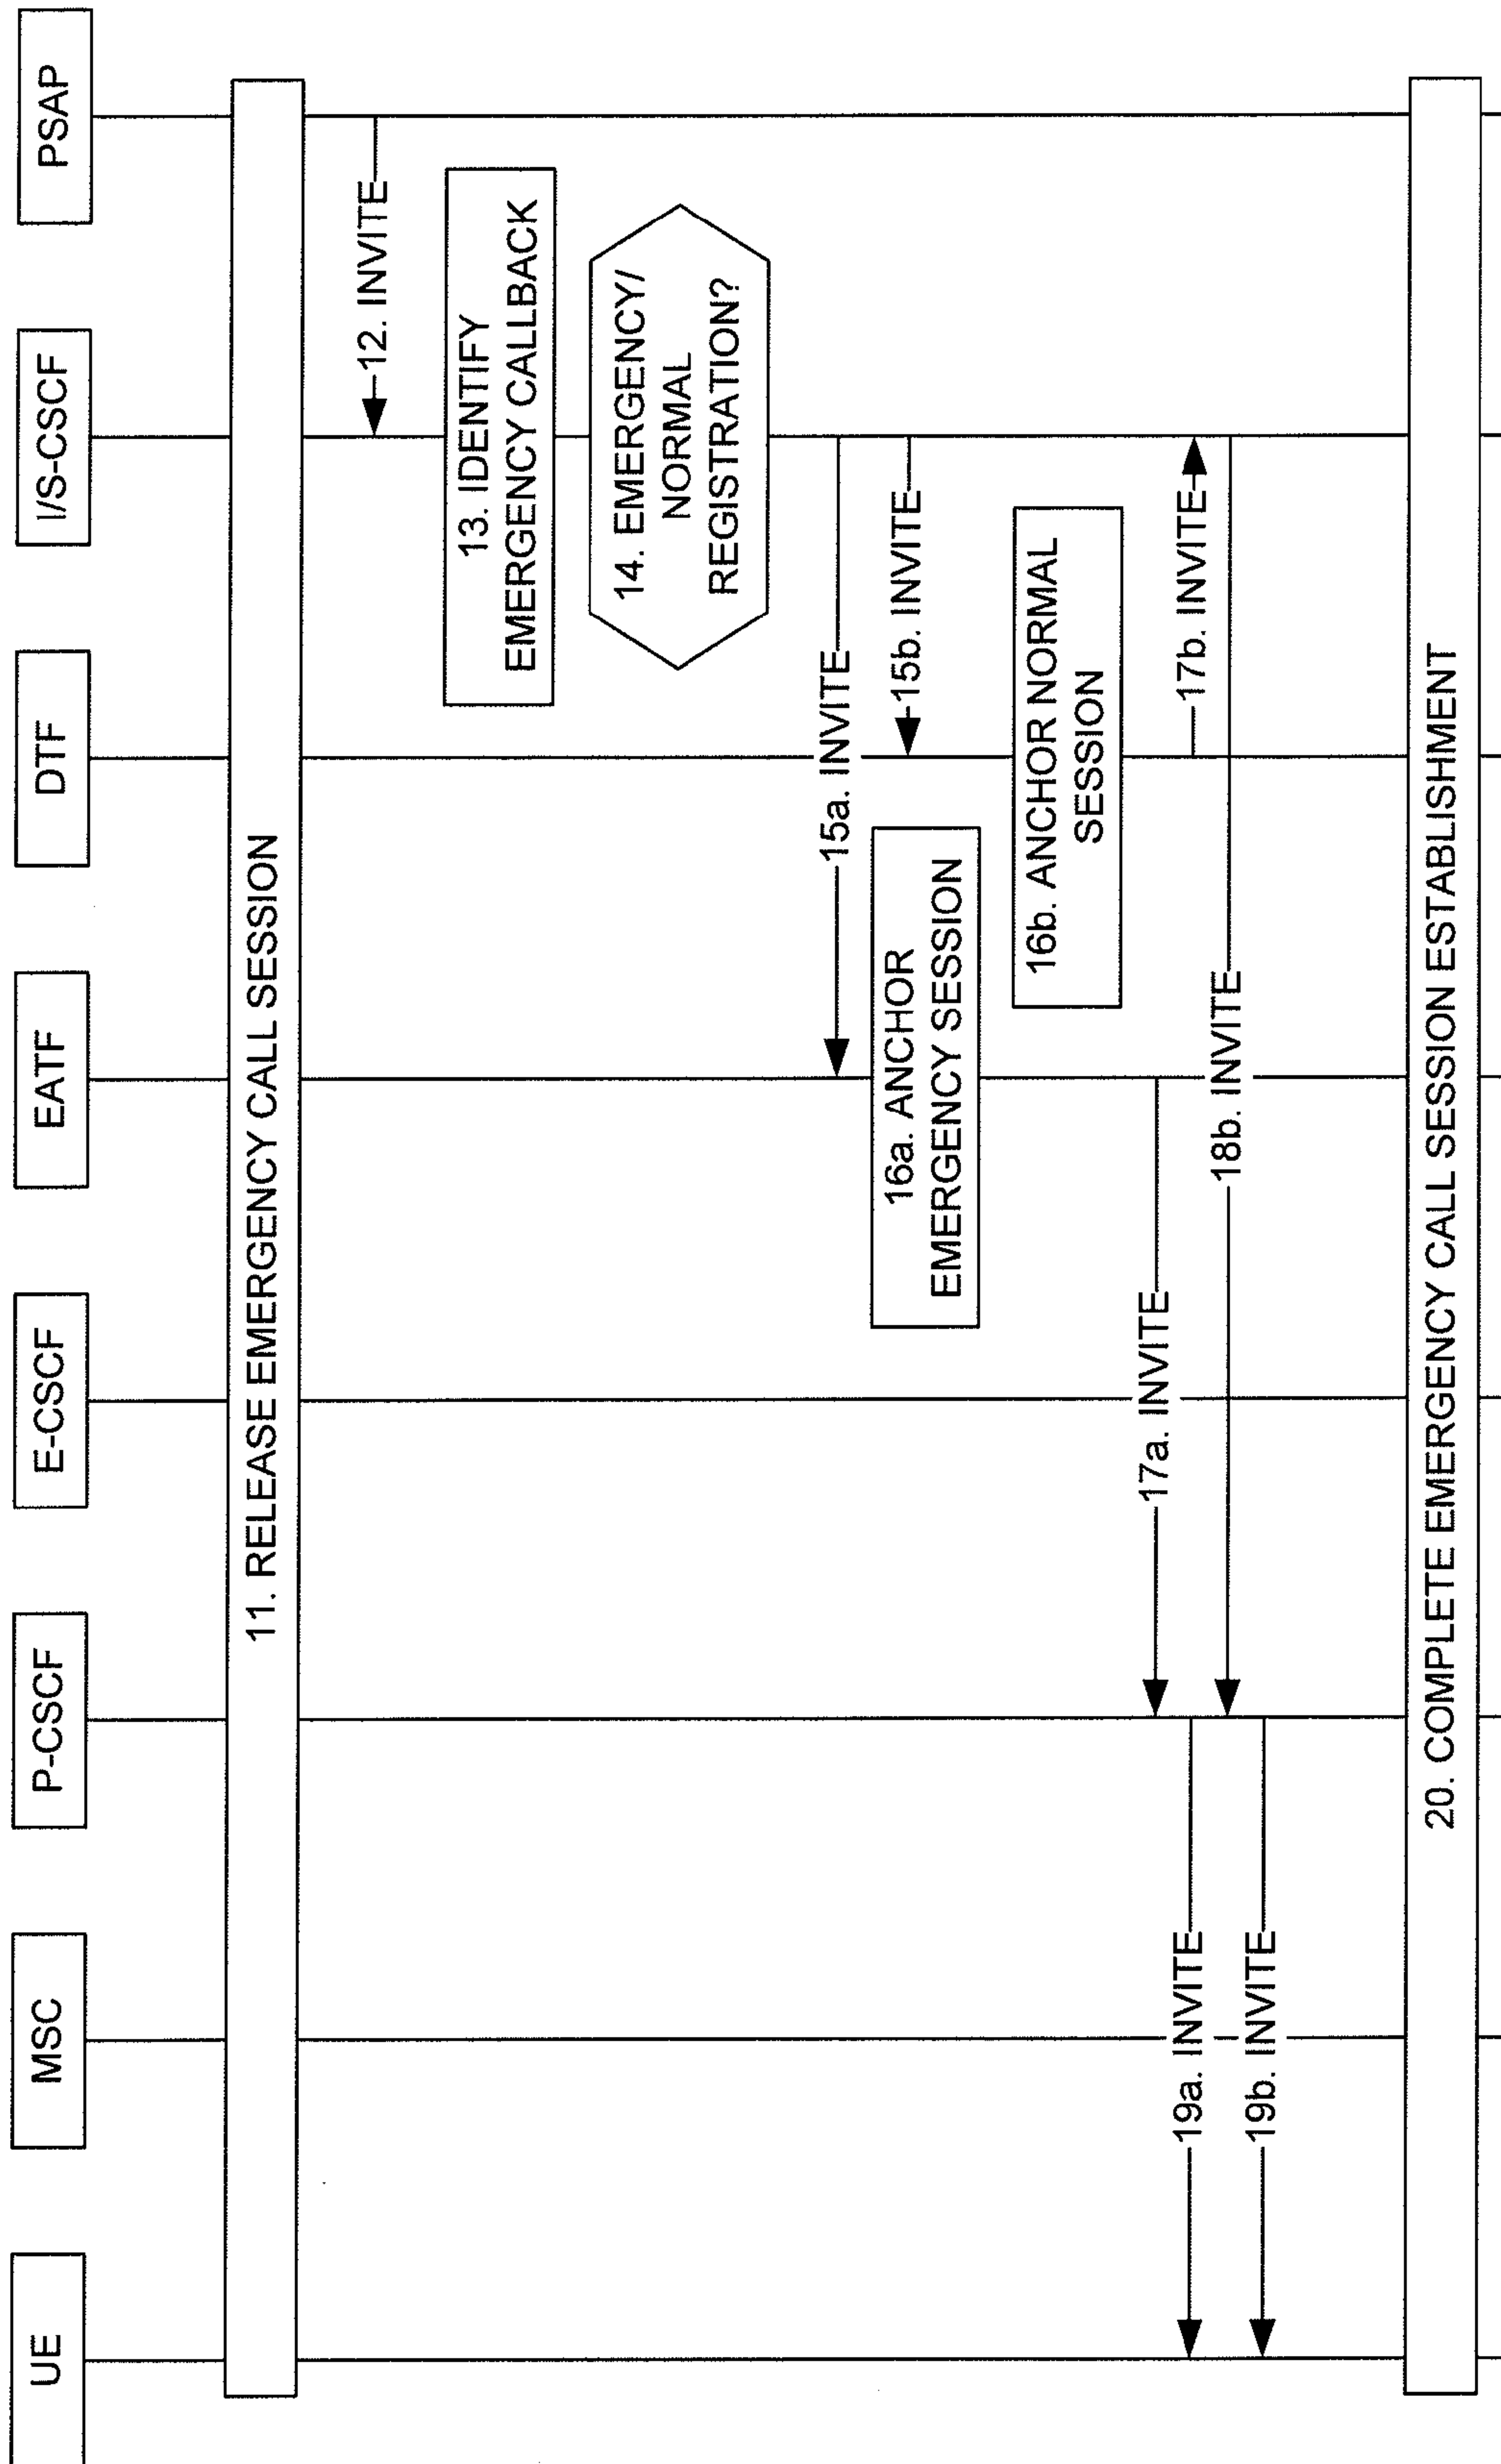 UE
MSC
P-CSCF
E-CSCF
EATF
DTF
I/S-CSCF
PSAP
11. RELEASE EMERGENCY CALL SESSION
12. INVITE
13. IDENTIFY
EMERGENCY CALLBACK
14. EMERGENCY/
NORMAL
REGISTRATION?
15a. INVITE
15b. INVITE
16a. ANCHOR
EMERGENCY SESSION
16b. ANCHOR NORMAL
SESSION
17a. INVITE
17b. INVITE
18b. INVITE
19a. INVITE
19b. INVITE
20. COMPLETE EMERGENCY CALL SESSION ESTABLISHMENT